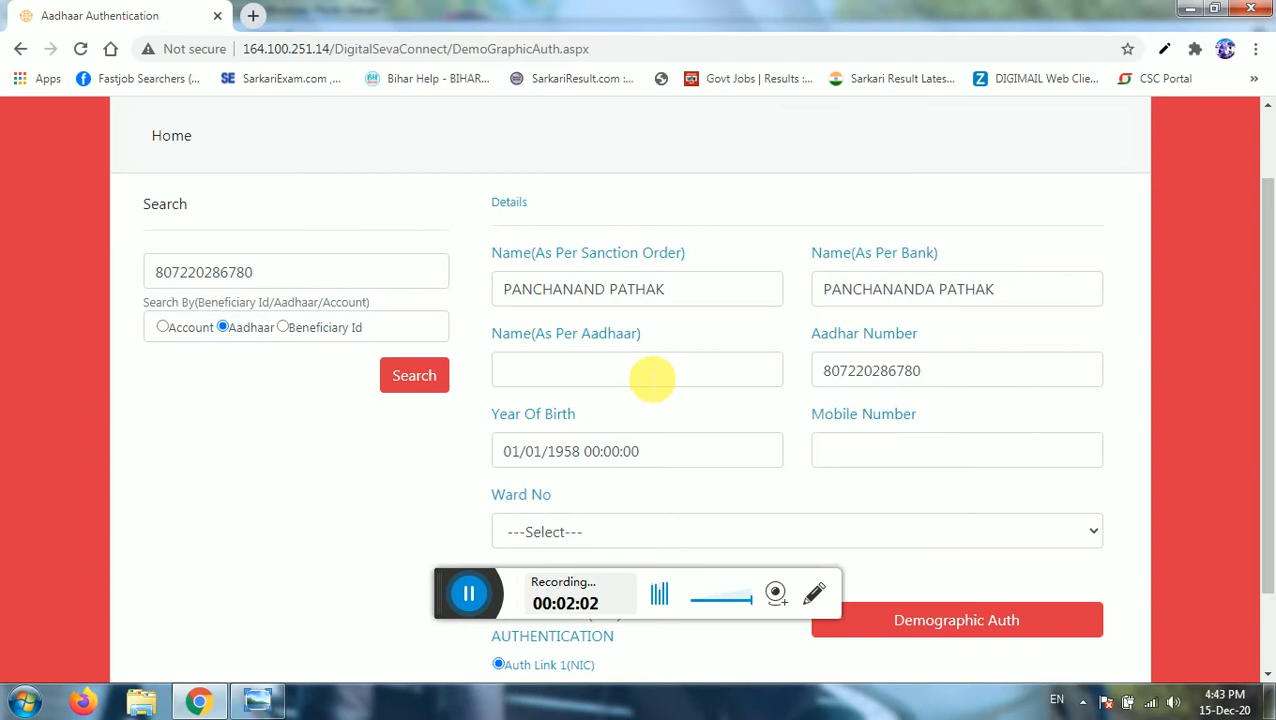 Aadhaar Authentication
Not secure 164.100.251.14/DigitalSevaConnect/DemoGraphicAuth.aspx
Apps Fastjob Searchers (... SE SarkariExam.com ,... Bihar Help - BIHAR... SarkariResult.com :... Govt Jobs | Results :... Sarkari Result Lates... Z DIGIMAIL Web Clie... CSC Portal »
Home
Search
Details
Name(As Per Sanction Order) Name(As Per Bank)
807220286780
PANCHANAND PATHAK PANCHANANDA PATHAK
Search By(Beneficiary Id/Aadhaar/Account)
Account Aadhaar Beneficiary Id
Name(As Per Aadhaar) Aadhar Number
Search
807220286780
Year Of Birth Mobile Number
01/01/1958 00:00:00
Ward No
---Select---
Recording...
00:02:02
AUTHENTICATION
Demographic Auth
Auth Link 1(NIC)
EN
4:43 PM
15-Dec-20